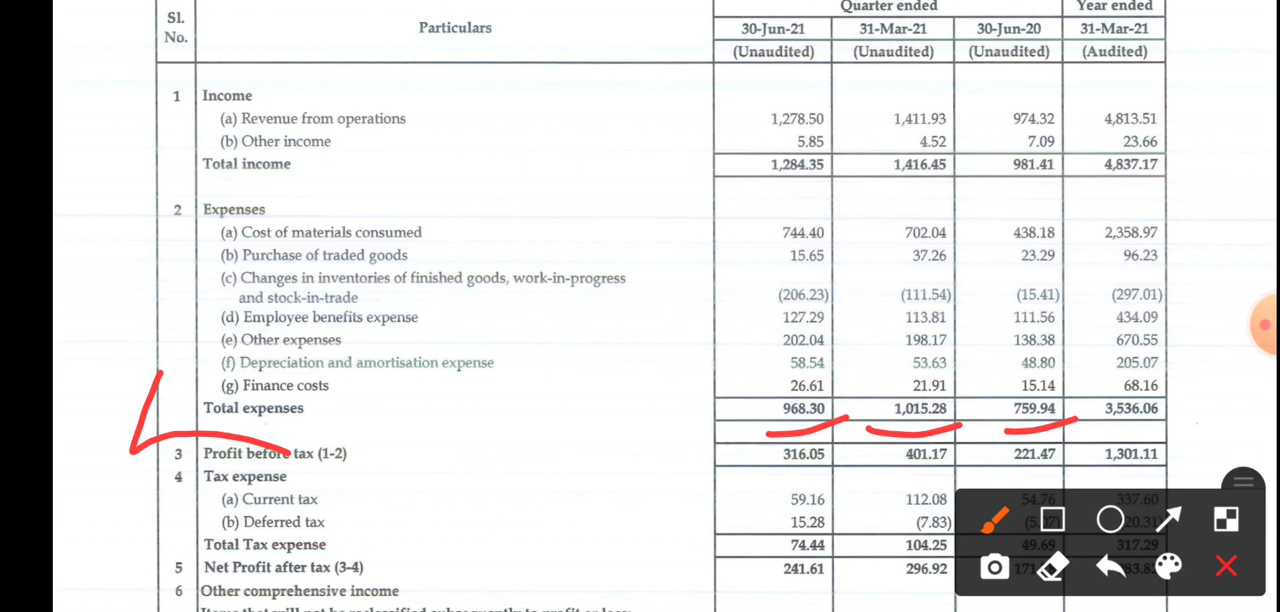 Quarter ended Year ended
Sl. No. Particulars 30-Jun-21 31-Mar-21 30-Jun-20 31-Mar-21
(Unaudited) (Unaudited) (Unaudited) (Audited)
1 Income
(a) Revenue from operations 1,278.50 1,411.93 974.32 4,813.51
(b) Other income 5.85 4.52 7.09 23.66
Total income 1,284.35 1,416.45 981.41 4,837.17
2 Expenses
(a) Cost of materials consumed 744.40 702.04 438.18 2,358.97
(b) Purchase of traded goods 15.65 37.26 23.29 96.23
(c) Changes in inventories of finished goods, work-in-progress
and stock-in-trade (206.23) (111.54) (15.41) (297.01)
(d) Employee benefits expense 127.29 113.81 111.56 434.09
(e) Other expenses 202.04 198.17 138.38 670.55
(f) Depreciation and amortisation expense 58.54 53.63 48.80 205.07
(g) Finance costs 26.61 21.91 15.14 68.16
Total expenses 968.30 1,015.28 759.94 3,536.06
3 Profit before tax (1-2) 316.05 401.17 221.47 1,301.11
4 Tax expense
(a) Current tax 59.16 112.08 54.76 337.60
(b) Deferred tax 15.28 (7.83)
Total Tax expense 74.44 104.25 49.69 317.29
5 Net Profit after tax (3-4) 241.61 296.92
6 Other comprehensive income